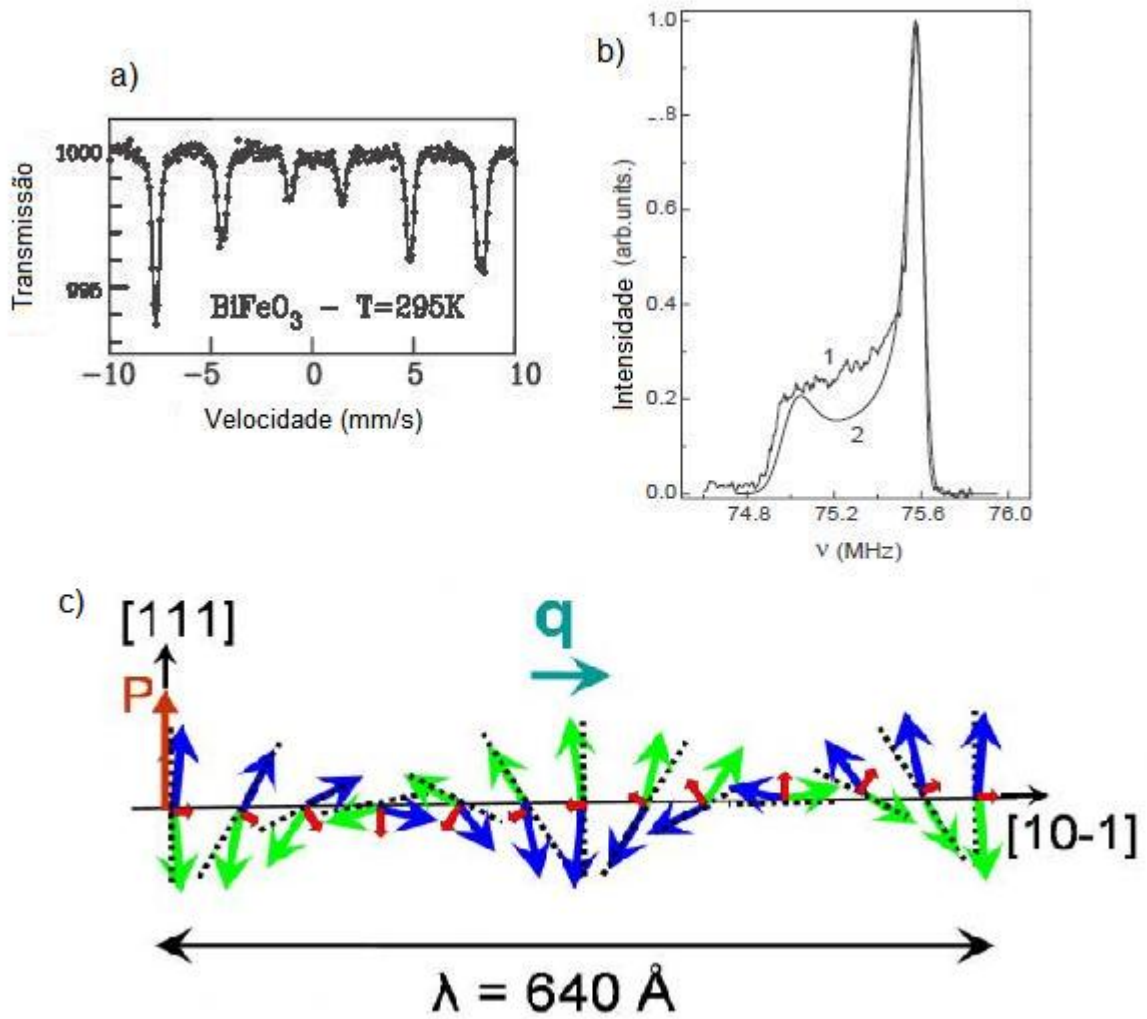 a)
1000
995
Transmissão
BiFeO3 - T=295K
-10 -5 0 5 10
Velocidade (mm/s)
b)
1.0
..8
0.6
0.4
0.2
0.0
Intensidade (arb.units.)
1
2
74.8 75.2 75.6 76.0
ν (MHz)
c)
[111]
P
q
[10-1]
λ = 640 Å